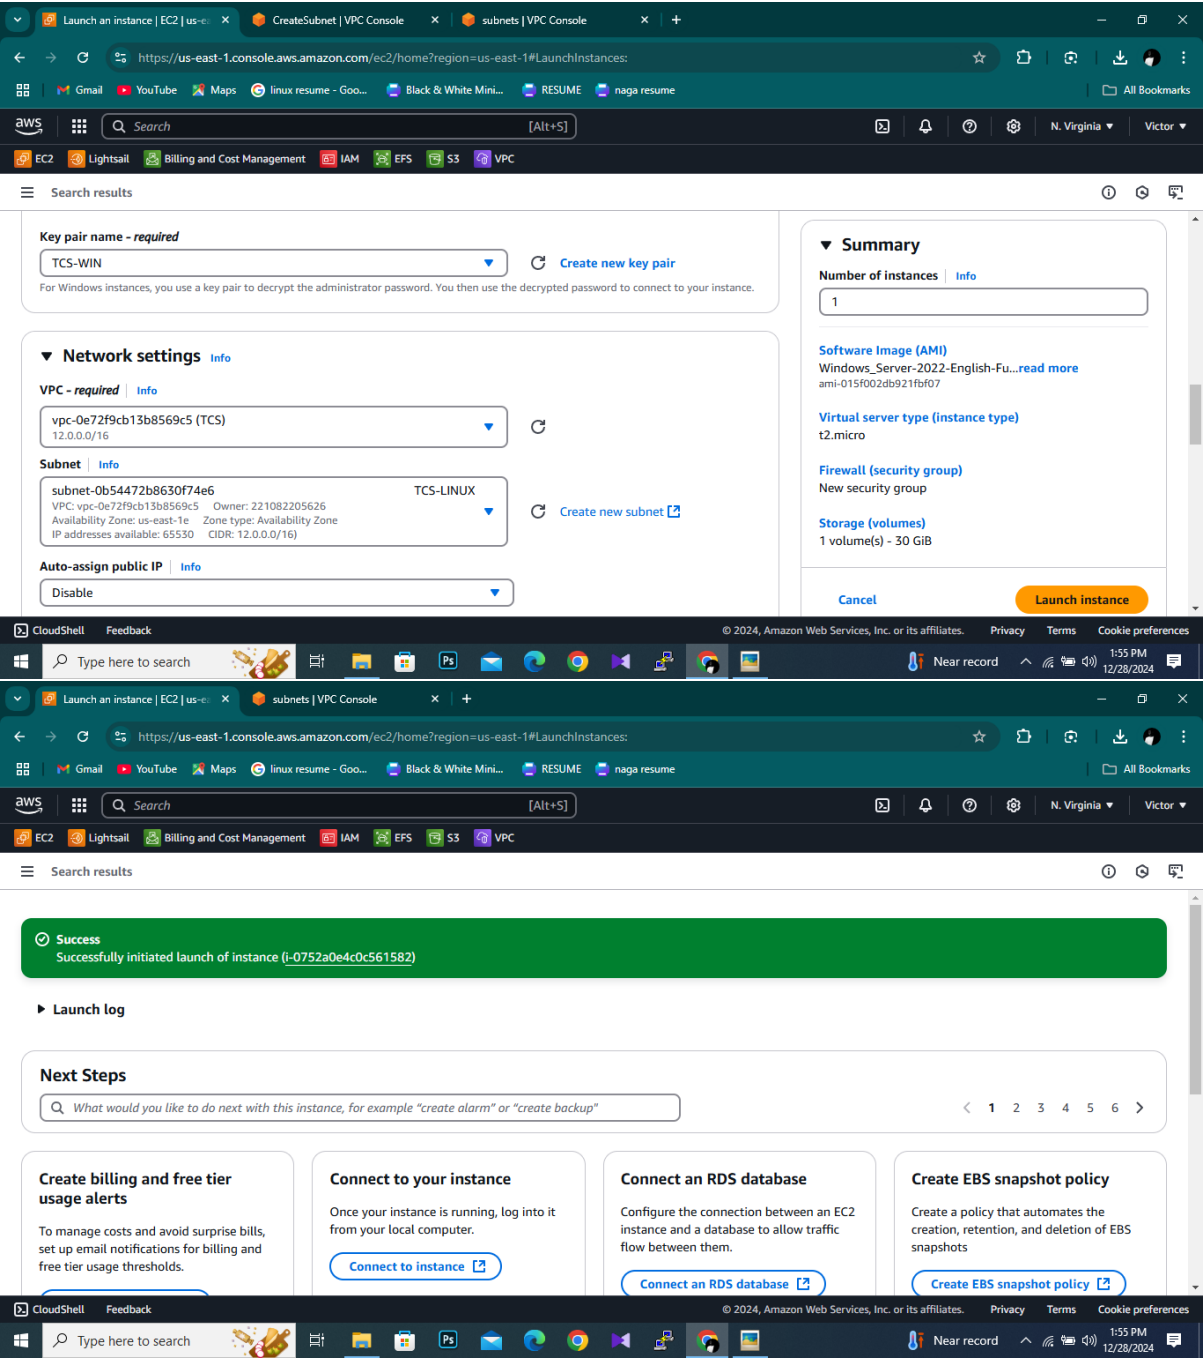 Launch an instance | EC2 | us-ea
CreateSubnet | VPC Console
subnets | VPC Console
https://us-east-1.console.aws.amazon.com/ec2/home?region=us-east-1#LaunchInstances:
Gmail
YouTube
Maps
linux resume - Goo...
Black & White Mini...
RESUME
naga resume
All Bookmarks
aws
Search
[Alt+S]
N. Virginia
Victor
EC2
Lightsail
Billing and Cost Management
IAM
EFS
S3
VPC
Search results
Key pair name - required
TCS-WIN
Create new key pair
For Windows instances, you use a key pair to decrypt the administrator password. You then use the decrypted password to connect to your instance.
Network settings Info
VPC - required Info
vpc-0e72f9cb13b8569c5 (TCS)
12.0.0.0/16
Subnet Info
subnet-0b54472b8630f74e6 TCS-LINUX
VPC: vpc-0e72f9cb13b8569c5 Owner: 221082205626
Availability Zone: us-east-1e Zone type: Availability Zone
IP addresses available: 65530 CIDR: 12.0.0.0/16)
Create new subnet
Auto-assign public IP Info
Disable
Summary
Number of instances Info
1
Software Image (AMI)
Windows_Server-2022-English-Fu...read more
ami-015f002db921fbf07
Virtual server type (instance type)
t2.micro
Firewall (security group)
New security group
Storage (volumes)
1 volume(s) - 30 GiB
Cancel
Launch instance
CloudShell Feedback
© 2024, Amazon Web Services, Inc. or its affiliates. Privacy Terms Cookie preferences
Type here to search
Ps
Near record
1:55 PM
12/28/2024
Launch an instance | EC2 | us-ea
subnets | VPC Console
https://us-east-1.console.aws.amazon.com/ec2/home?region=us-east-1#LaunchInstances:
Gmail
YouTube
Maps
linux resume - Goo...
Black & White Mini...
RESUME
naga resume
All Bookmarks
aws
Search
[Alt+S]
N. Virginia
Victor
EC2
Lightsail
Billing and Cost Management
IAM
EFS
S3
VPC
Search results
Success
Successfully initiated launch of instance (i-0752a0e4c0c561582)
Launch log
Next Steps
What would you like to do next with this instance, for example "create alarm" or "create backup"
1 2 3 4 5 6
Create billing and free tier
usage alerts
To manage costs and avoid surprise bills,
set up email notifications for billing and
free tier usage thresholds.
Connect to your instance
Once your instance is running, log into it
from your local computer.
Connect to instance
Connect an RDS database
Configure the connection between an EC2
instance and a database to allow traffic
flow between them.
Connect an RDS database
Create EBS snapshot policy
Create a policy that automates the
creation, retention, and deletion of EBS
snapshots
Create EBS snapshot policy
CloudShell Feedback
© 2024, Amazon Web Services, Inc. or its affiliates. Privacy Terms Cookie preferences
Type here to search
Ps
Near record
1:55 PM
12/28/2024